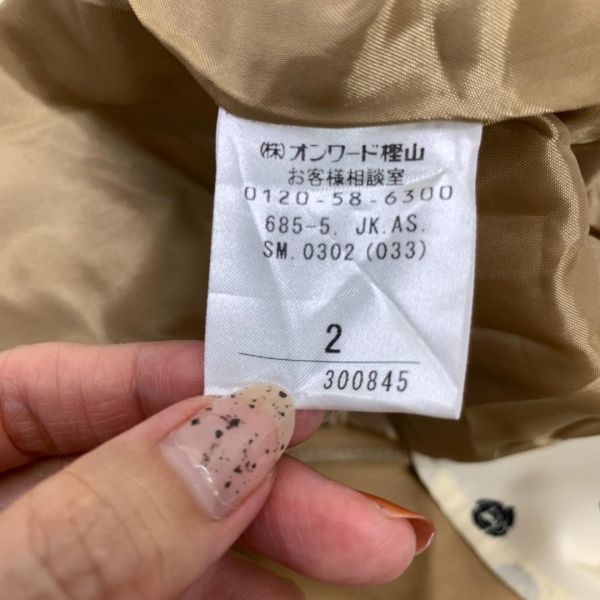 (株)オンワード樫山
お客様相談室
0120-58-6300
685-5. JK.AS.
SM.0302(033)
2
300845